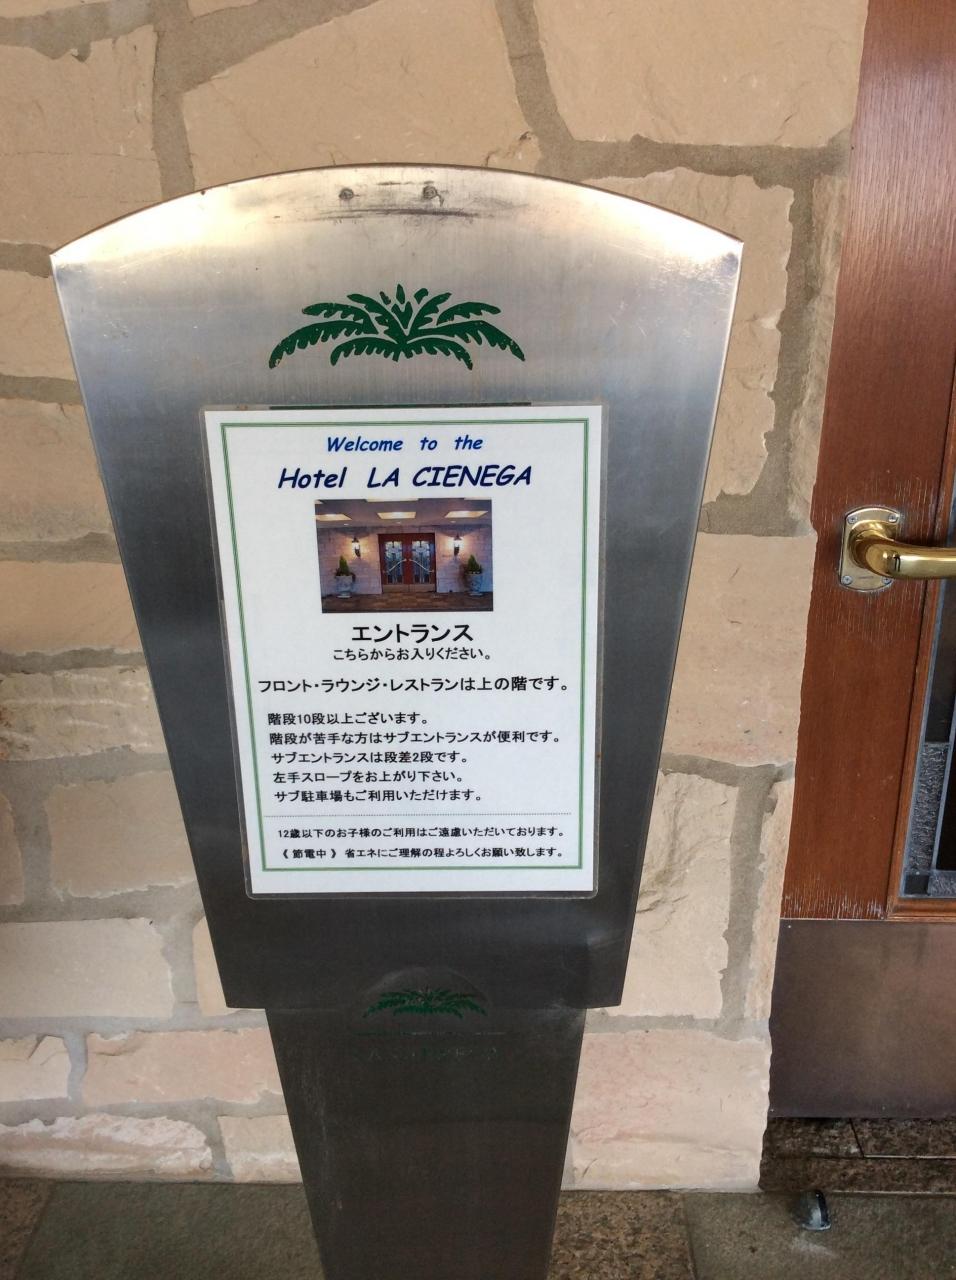 Welcome to the
Hotel LA CIENEGA
エントランス
こちらからお入りください。
フロント・ラウンジ・レストランは上の階です。
階段10段以上ございます。
階段が苦手な方はサブエントランスが便利です。
サブエントランスは段差2段です。
左手スロープをお上がり下さい。
サブ駐車場もご利用いただけます。
12歳以下のお子様のご利用はご遠慮いただいております。
《 節電中 》 省エネにご理解の程よろしくお願い致します。